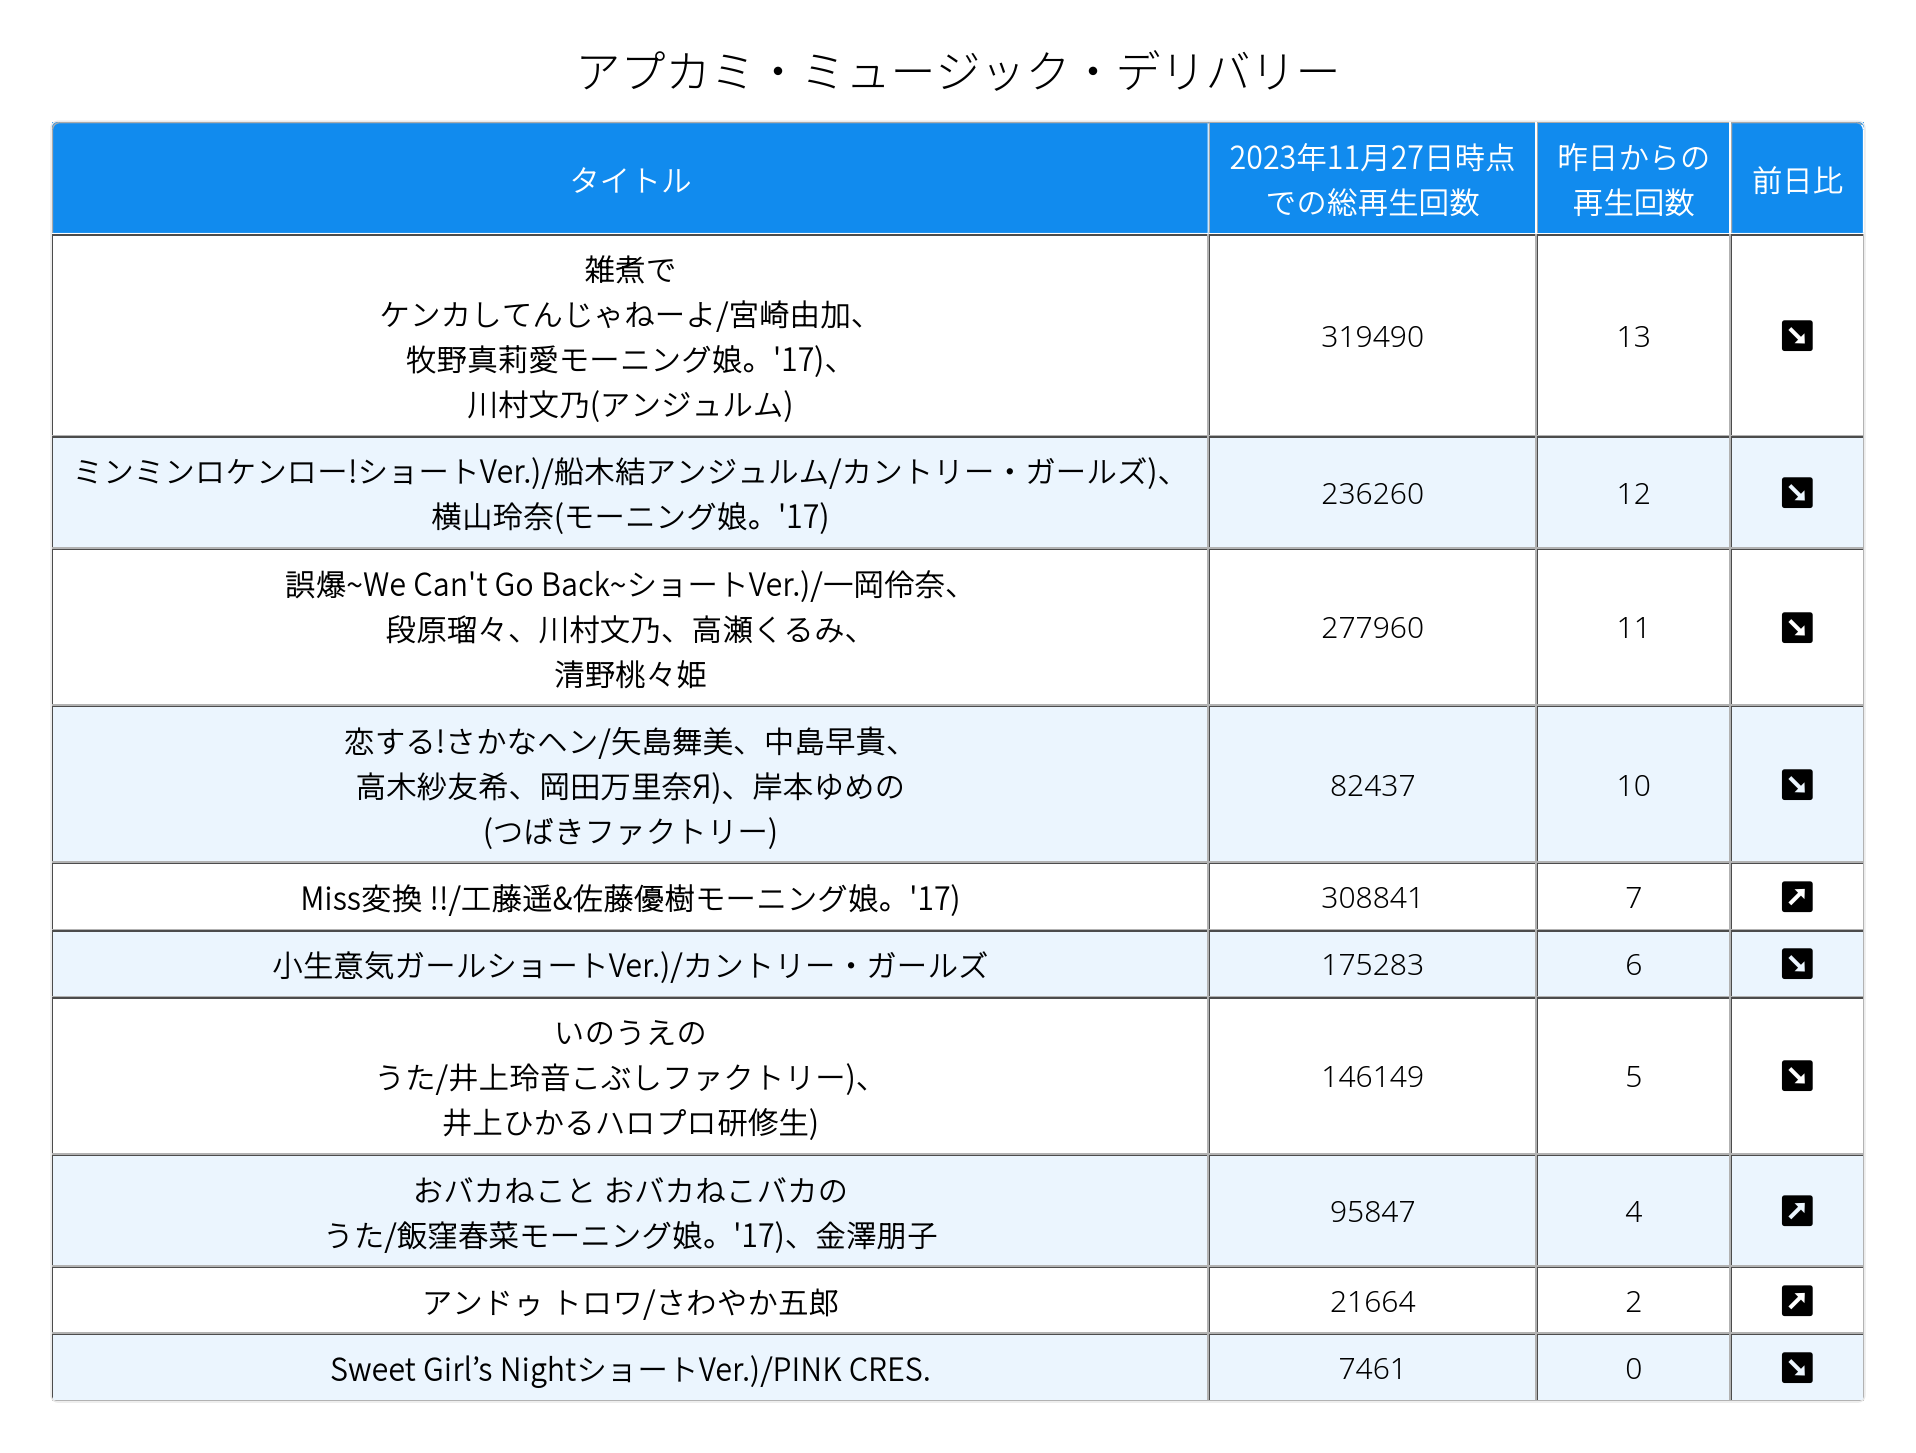 アプカミ・ミュージック・デリバリー
タイトル
2023年11月27日時点
での総再生回数
昨日からの
再生回数
前日比
雑煮で
ケンカしてんじゃねーよ/宮崎由加、
牧野真莉愛モーニング娘。'17)、
川村文乃(アンジュルム)
319490
13
ミンミンロケンロー!ショートVer.)/船木結アンジュルム/カントリー・ガールズ)、
横山玲奈(モーニング娘。'17)
236260
12
誤爆~We Can't Go Back~ショートVer.)/一岡伶奈、
段原瑠々、川村文乃、高瀬くるみ、
清野桃々姫
277960
11
恋する!さかなヘン/矢島舞美、中島早貴、
高木紗友希、岡田万里奈Я)、岸本ゆめの
(つばきファクトリー)
82437
10
Miss変換 !!/工藤遥&佐藤優樹モーニング娘。'17)
308841
7
小生意気ガールショートVer.)/カントリー・ガールズ
175283
6
いのうえの
うた/井上玲音こぶしファクトリー)、
井上ひかるハロプロ研修生)
146149
5
おバカねこと おバカねこバカの
うた/飯窪春菜モーニング娘。'17)、金澤朋子
95847
4
アンドゥ トロワ/さわやか五郎
21664
2
Sweet Girl’s NightショートVer.)/PINK CRES.
7461
0